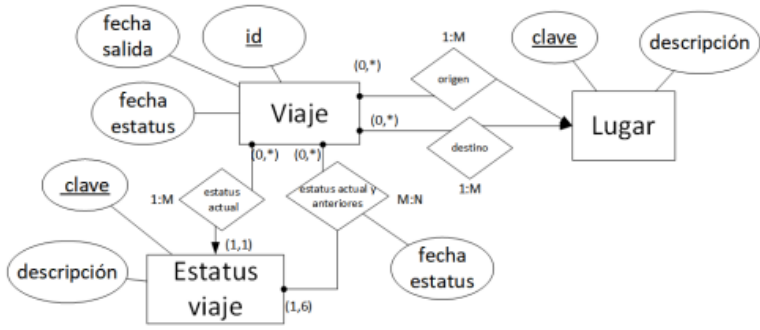 fecha
salida
id
fecha
estatus
Viaje
(0,*)
1:M
origen
clave
descripción
Lugar
(0,*)
destino
1:M
(0,*)
(0,*)
clave
1:M
estatus
actual
estatus actual y
anteriores
M:N
(1,1)
descripción
Estatus
viaje
(1,6)
fecha
estatus